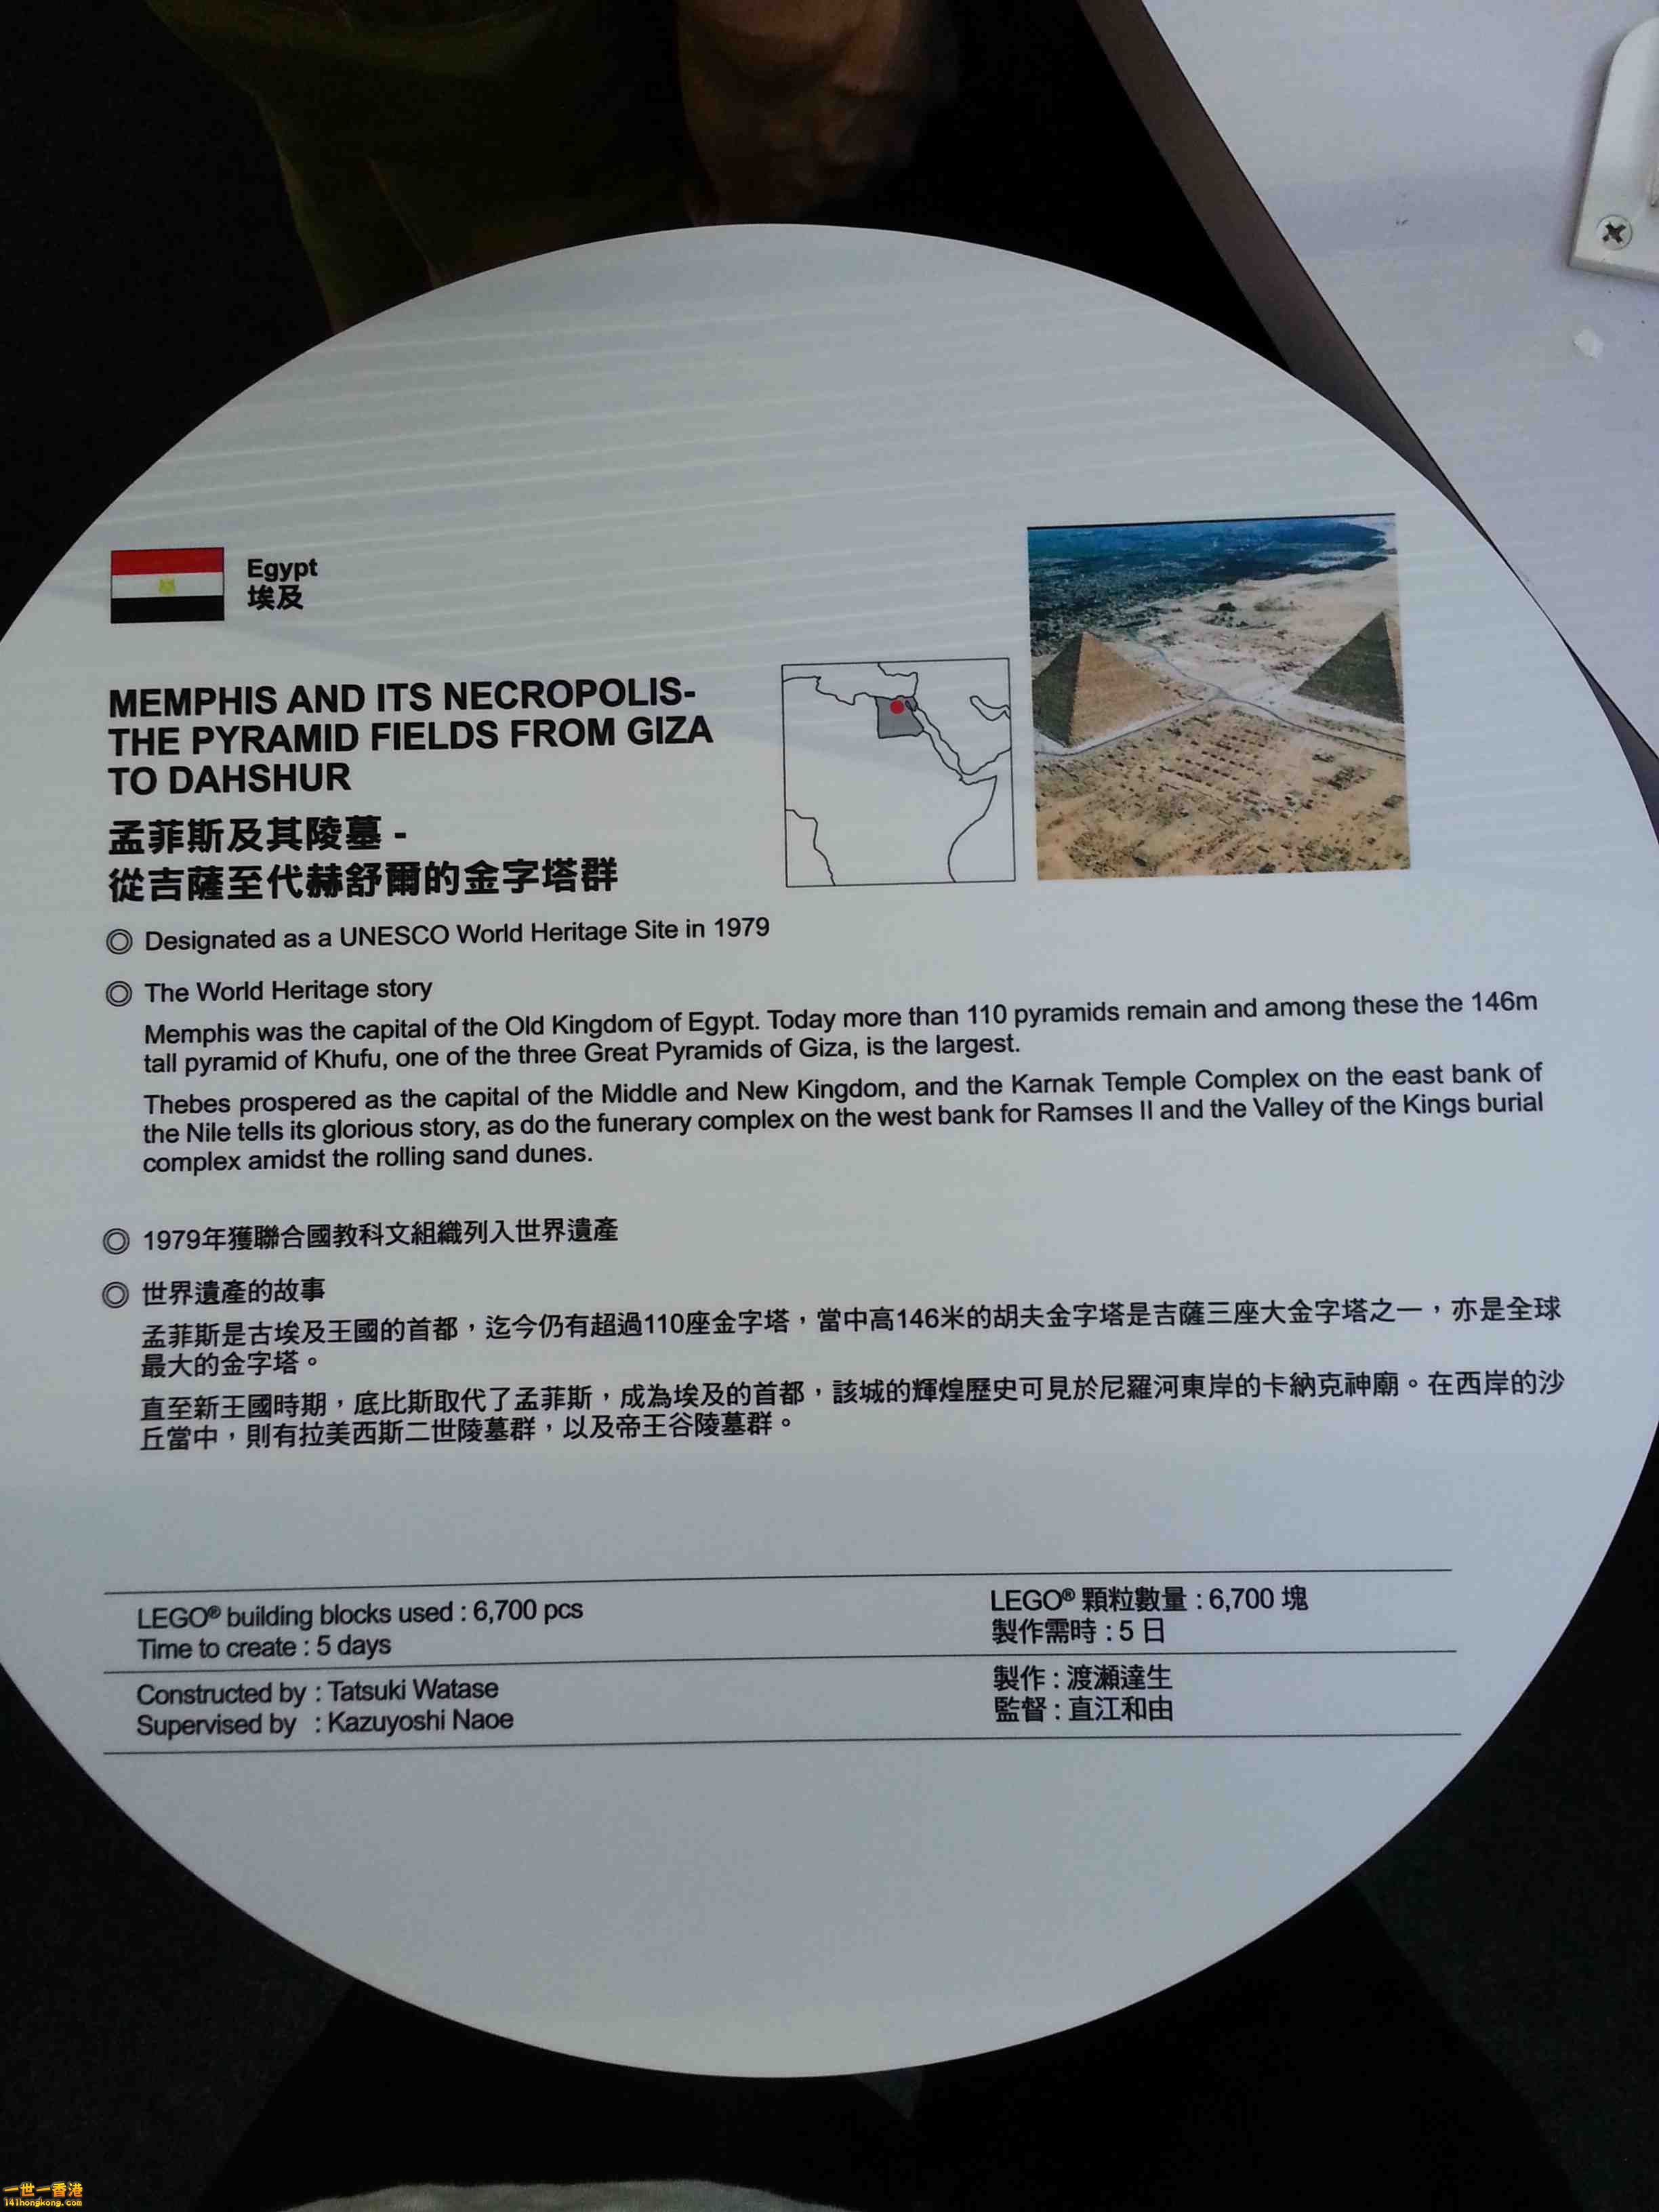 Egypt
埃及
MEMPHIS AND ITS NECROPOLIS-
THE PYRAMID FIELDS FROM GIZA
TO DAHSHUR
孟菲斯及其陵墓 -
從吉薩至代赫舒爾的金字塔群
◎ Designated as a UNESCO World Heritage Site in 1979
◎ The World Heritage story
Memphis was the capital of the Old Kingdom of Egypt. Today more than 110 pyramids remain and among these the 146m
tall pyramid of Khufu, one of the three Great Pyramids of Giza, is the largest.
Thebes prospered as the capital of the Middle and New Kingdom, and the Karnak Temple Complex on the east bank of
the Nile tells its glorious story, as do the funerary complex on the west bank for Ramses II and the Valley of the Kings burial
complex amidst the rolling sand dunes.
◎ 1979年獲聯合國教科文組織列入世界遺產
◎ 世界遺產的故事
孟菲斯是古埃及王國的首都，迄今仍有超過110座金字塔，當中高146米的胡夫金字塔是吉薩三座大金字塔之一，亦是全球
最大的金字塔。
直至新王國時期，底比斯取代了孟菲斯，成為埃及的首都，該城的輝煌歷史可見於尼羅河東岸的卡納克神廟。在西岸的沙
丘當中，則有拉美西斯二世陵墓群，以及帝王谷陵墓群。
LEGO® building blocks used : 6,700 pcs
Time to create : 5 days
LEGO® 顆粒數量 : 6,700 塊
製作需時 : 5 日
Constructed by : Tatsuki Watase
Supervised by : Kazuyoshi Naoe
製作 : 渡瀬達生
監督 : 直江和由
一世一香港
141hongkong.com